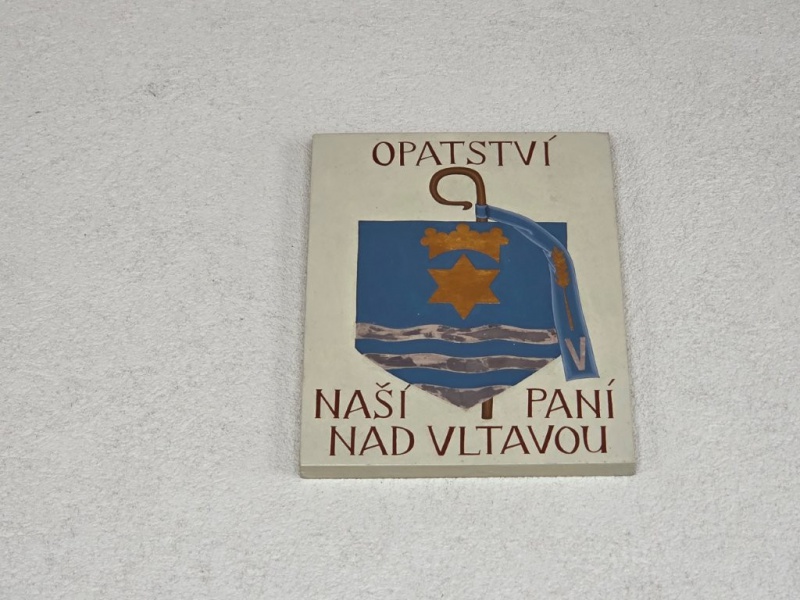 OPATSTVÍ
V
NAŠÍ PANÍ
NAD VLTAVOU